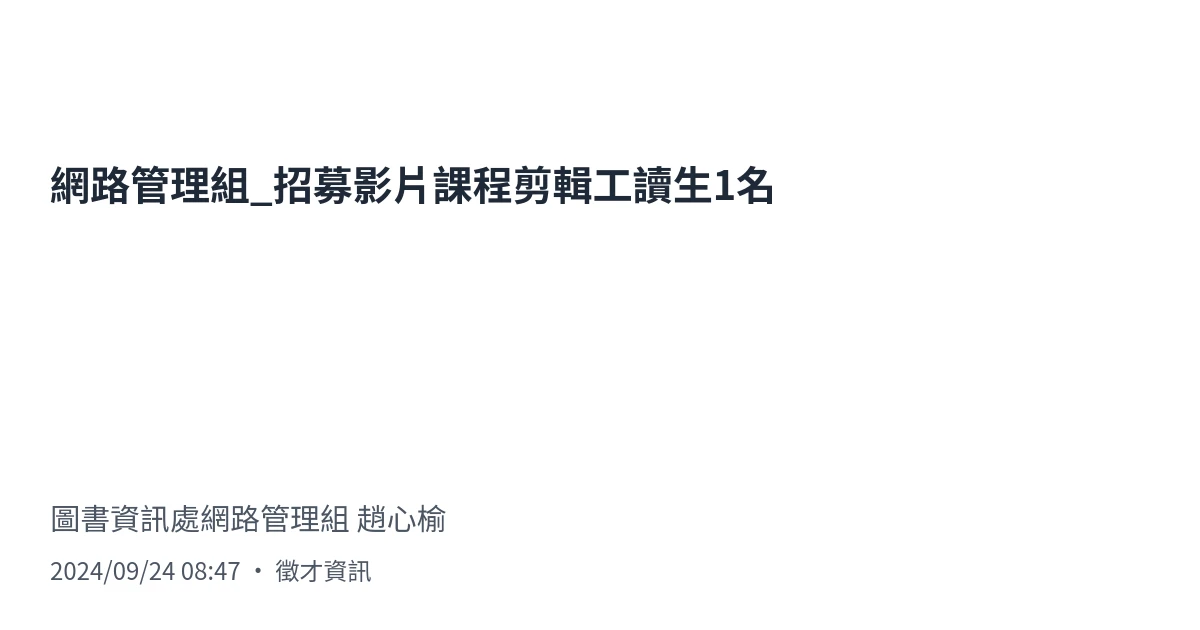 網路管理組_招募影片課程剪輯工讀生1名
圖書資訊處網路管理組 趙心榆
2024/09/24 08:47 • 徵才資訊